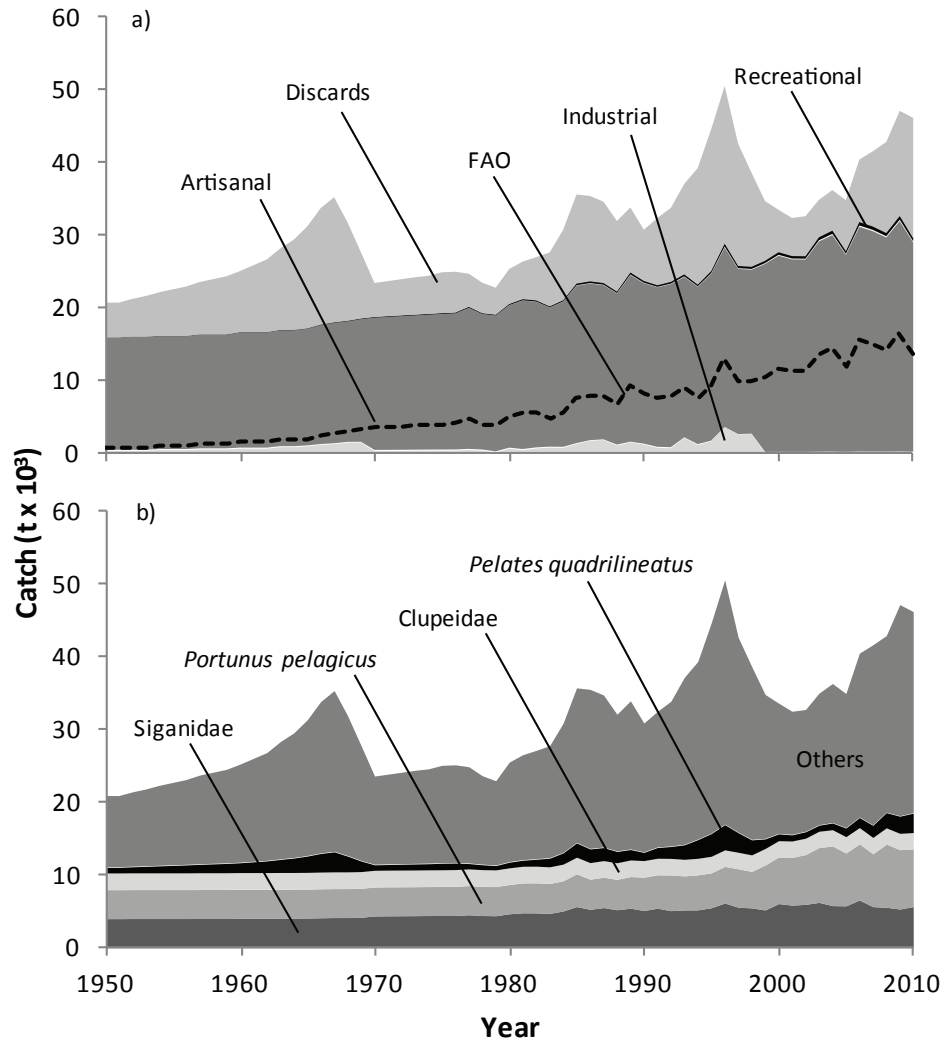 a)
60
50
40
30
20
10
0
Discards
Recreational
Industrial
FAO
Artisanal
Catch (t x 10³)
b)
60
50
40
30
20
10
0
Pelates quadrilineatus
Clupeidae
Portunus pelagicus
Siganidae
Others
1950 1960 1970 1980 1990 2000 2010
Year